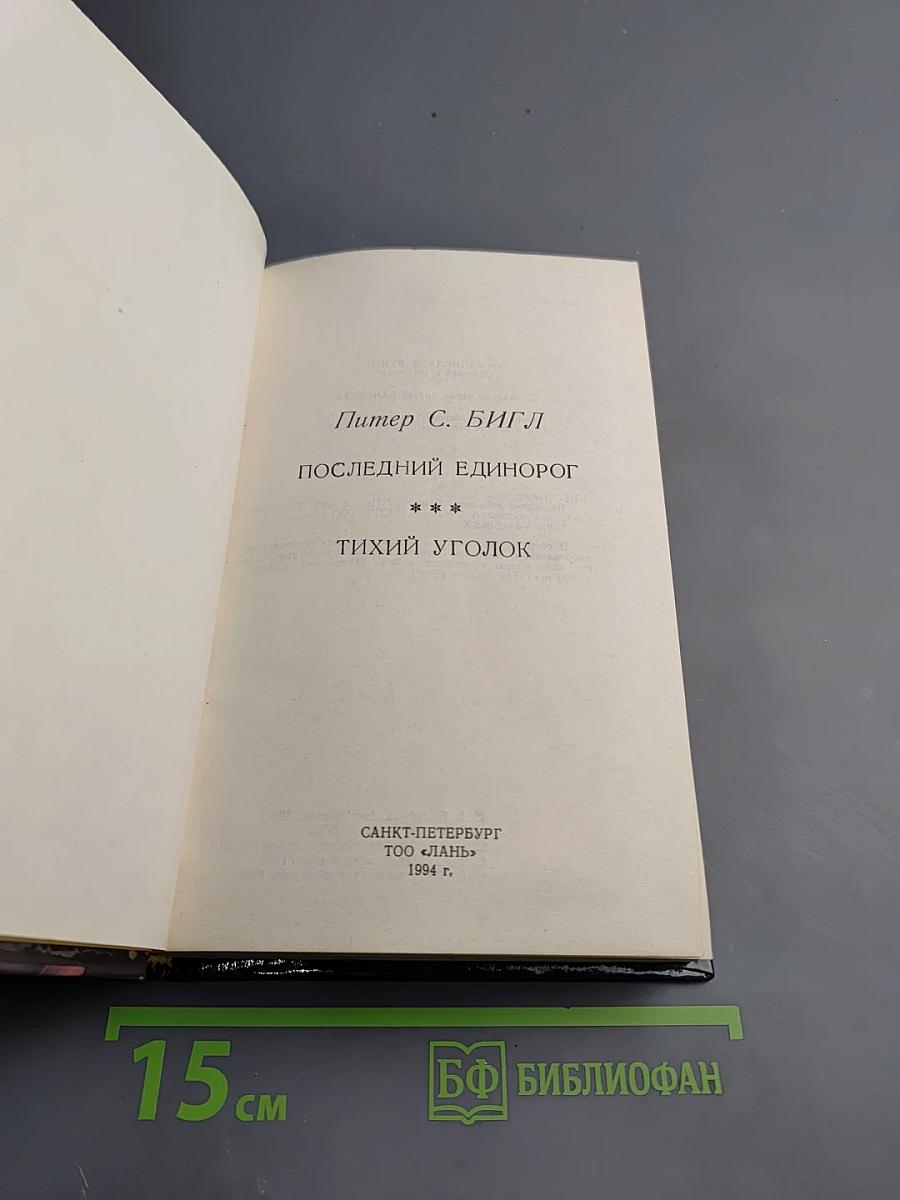 Питер С. БИГЛ
ПОСЛЕДНИЙ ЕДИНОРОГ
***
ТИХИЙ УГОЛОК
САНКТ-ПЕТЕРБУРГ
ТОО «ЛАНЬ»
1994 г.
15 см
БФ БИБЛИОФАН